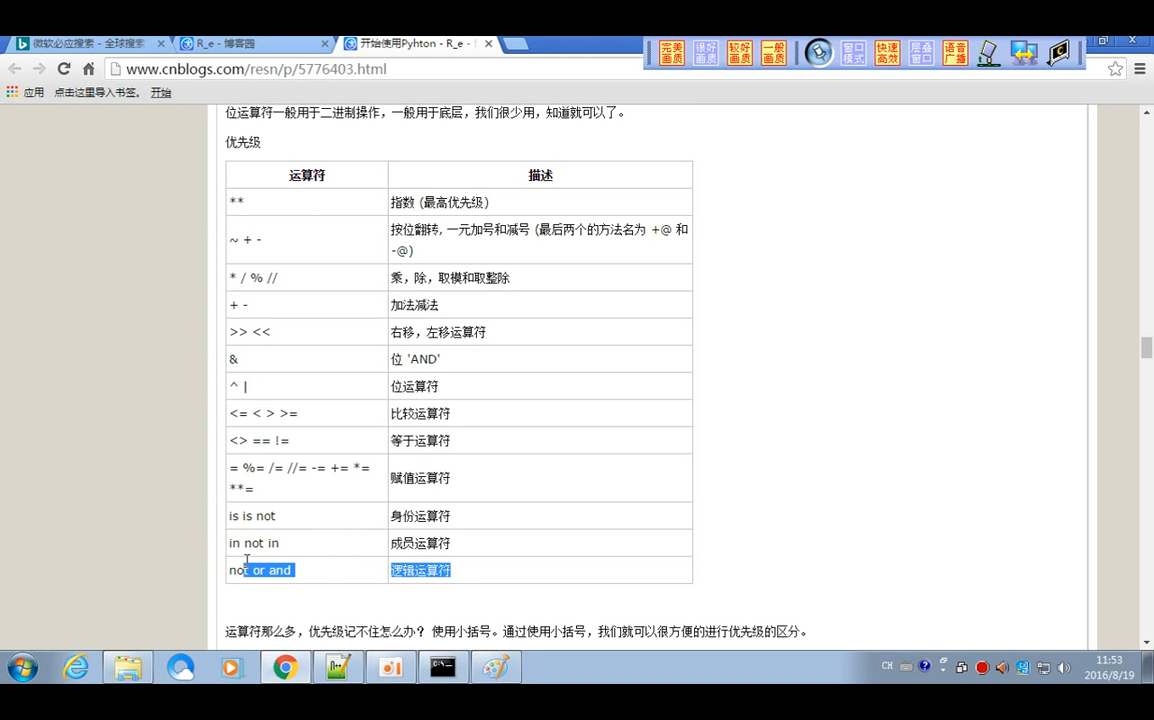 微软必应搜索 - 全球搜索
R_e - 博客园
开始使用Pyhton - R_e -
完美画质
很好画质
较好画质
一般画质
窗口模式
快速高效
层叠窗口
语音广播
www.cnblogs.com/resn/p/5776403.html
应用 点击这里导入书签。 开始
位运算符一般用于二进制操作，一般用于底层，我们很少用，知道就可以了。
优先级
运算符 描述
** 指数 (最高优先级)
~ + - 按位翻转, 一元加号和减号 (最后两个的方法名为 +@ 和
-@)
* / % // 乘，除，取模和取整除
+ - 加法减法
>> << 右移，左移运算符
& 位 'AND'
^ | 位运算符
<= < > >= 比较运算符
<> == != 等于运算符
= %= /= //= -= += *=
**= 赋值运算符
is is not 身份运算符
in not in 成员运算符
not or and 逻辑运算符
运算符那么多，优先级记不住怎么办？ 使用小括号。通过使用小括号，我们就可以很方便的进行优先级的区分。
CH
11:53
2016/8/19